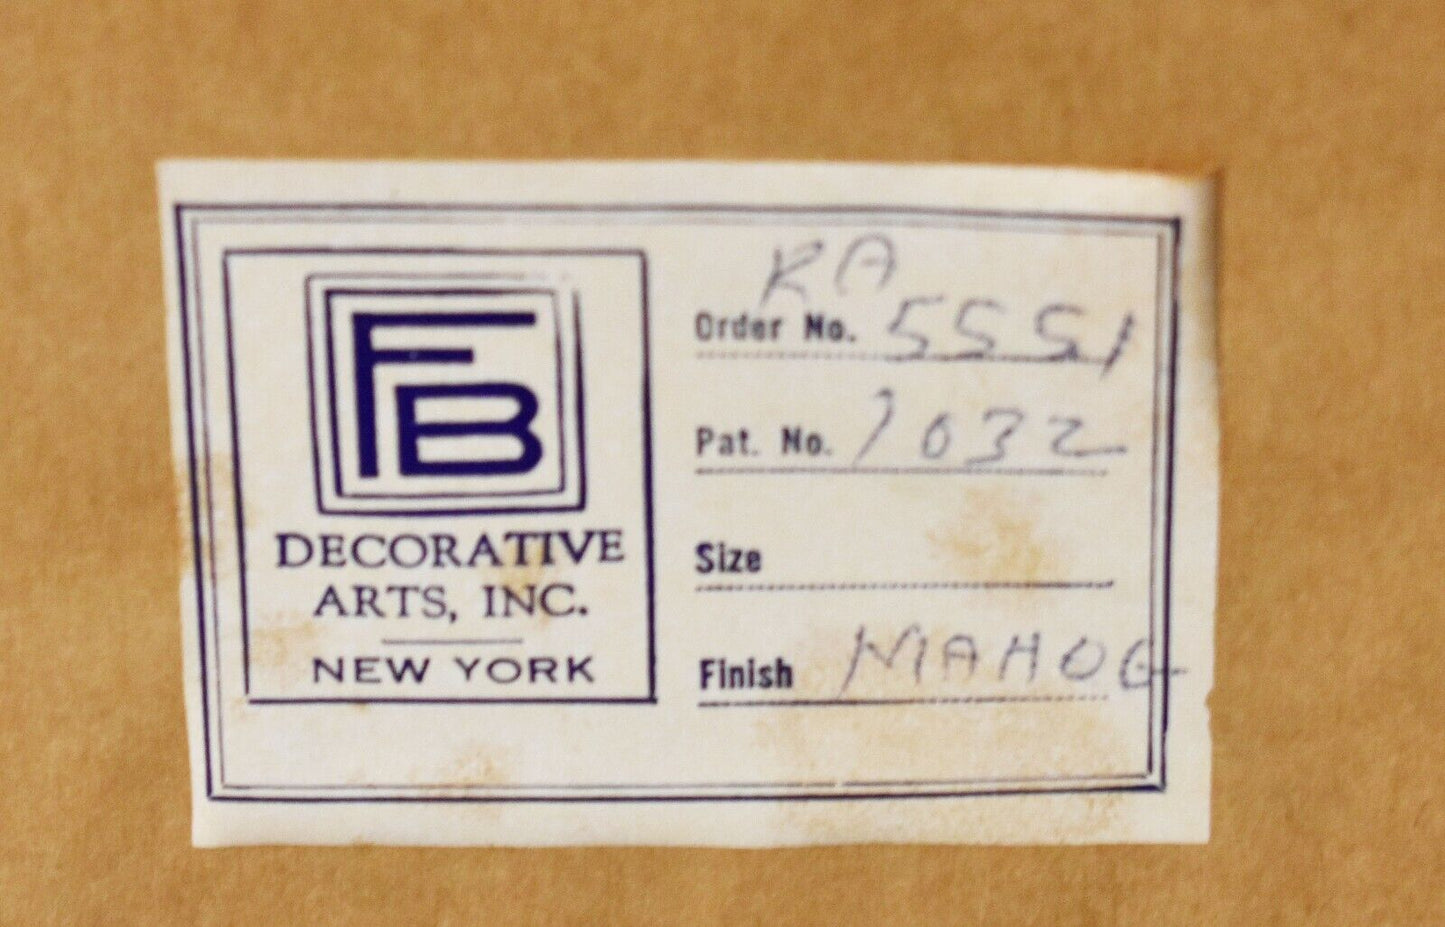 FB
DECORATIVE
ARTS, INC.
NEW YORK
RA
Order No. 5551
Pat. No. 1032
Size
Finish MAHOG